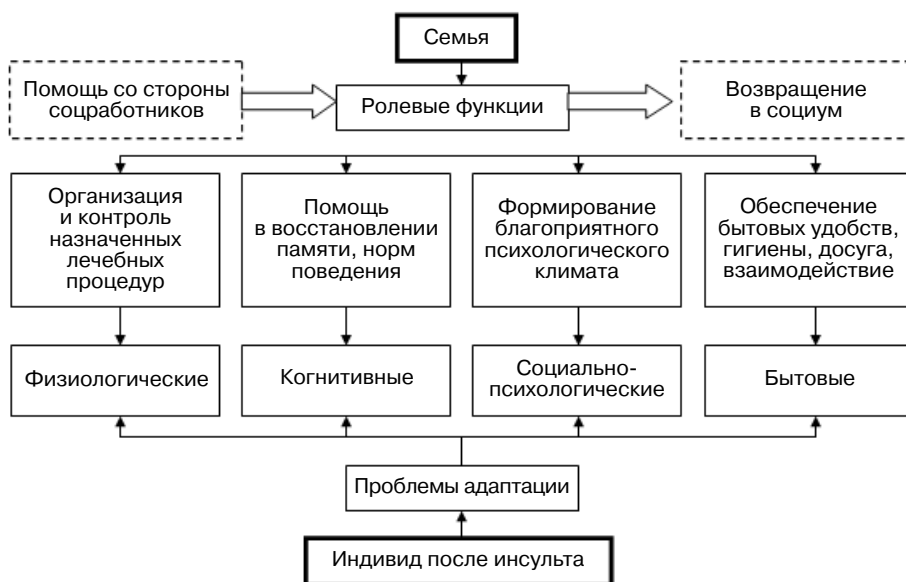 Семья
Помощь со стороны
соцработников
Ролевые функции
Возвращение
в социум
Организация
и контроль
назначенных
лечебных
процедур
Помощь
в восстановлении
памяти, норм
поведения
Формирование
благоприятного
психологического
климата
Обеспечение
бытовых удобств,
гигиены, досуга,
взаимодействие
Физиологические
Когнитивные
Социально-
психологические
Бытовые
Проблемы адаптации
Индивид после инсульта